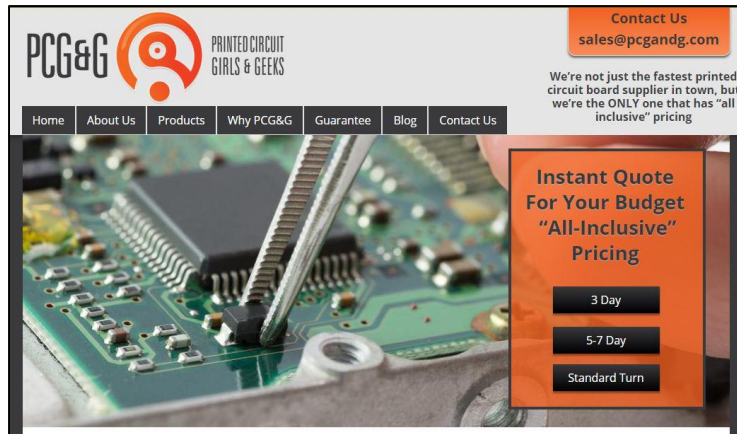 PCG&G
PRINTED CIRCUIT
GIRLS & GEEKS
Contact Us
sales@pcgandg.com
We're not just the fastest printed
circuit board supplier in town, but
we're the ONLY one that has "all
inclusive" pricing
Home About Us Products Why PCG&G Guarantee Blog Contact Us
Instant Quote
For Your Budget
“All-Inclusive”
Pricing
3 Day
5-7 Day
Standard Turn